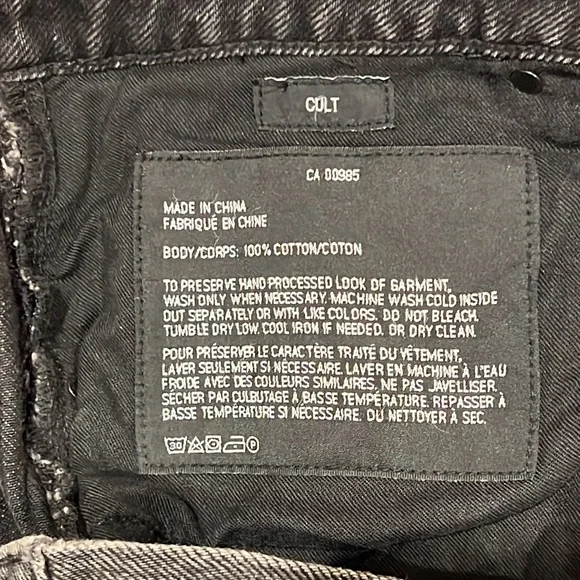 CULT
CA 00985
MADE IN CHINA
FABRIQUÉ EN CHINE
BODY/CORPS: 100% COTTON/COTON
TO PRESERVE HAND PROCESSED LOOK OF GARMENT,
WASH ONLY WHEN NECESSARY. MACHINE WASH COLD INSIDE
OUT SEPARATELY OR WITH LIKE COLORS. DO NOT BLEACH.
TUMBLE DRY LOW. COOL IRON IF NEEDED. OR DRY CLEAN.
POUR PRÉSERVER LE CARACTÈRE TRAITÉ DU VÊTEMENT,
LAVER SEULEMENT SI NÉCESSAIRE. LAVER EN MACHINE À L'EAU
FROIDE AVEC DES COULEURS SIMILAIRES. NE PAS JAVELLISER.
SÉCHER PAR CULBUTAGE À BASSE TEMPÉRATURE. REPASSER À
BASSE TEMPÉRATURE SI NÉCESSAIRE. OU NETTOYER À SEC.
30 P